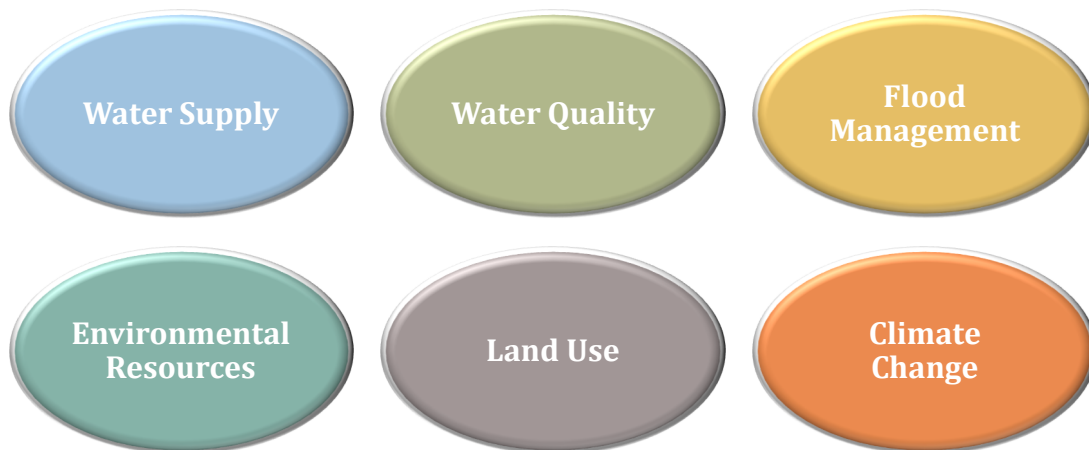 Water Supply
Water Quality
Flood
Management
Environmental
Resources
Land Use
Climate
Change